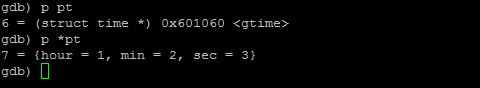 gdb) p pt
6 = (struct time *) 0x601060 <gtime>
gdb) p *pt
7 = {hour = 1, min = 2, sec = 3}
gdb)